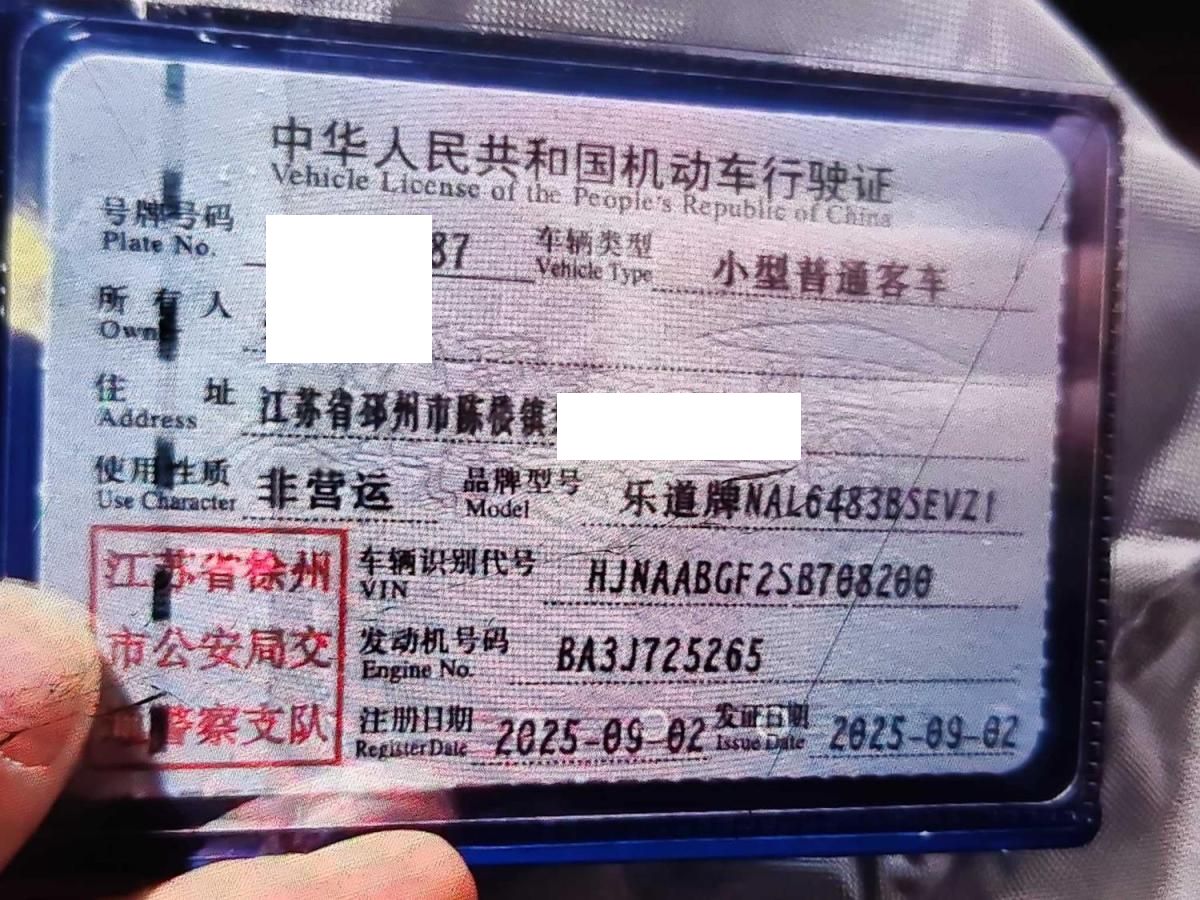 中华人民共和国机动车行驶证
Vehicle License of the People's Republic of China
号牌号码 87 车辆类型 小型普通客车
Plate No. Vehicle Type
所有人
Owner
住址 江苏省邳州市陈楼镇
Address
使用性质 非营运 品牌型号 乐道牌NAL6483BSEVZ1
Use Character Model
江苏省徐州
市公安局交
通警察支队
车辆识别代号 HJNAABGF2SB708200
VIN
发动机号码 BA3J725265
Engine No.
注册日期 2025-09-02 发证日期 2025-09-02
Register Date Issue Date